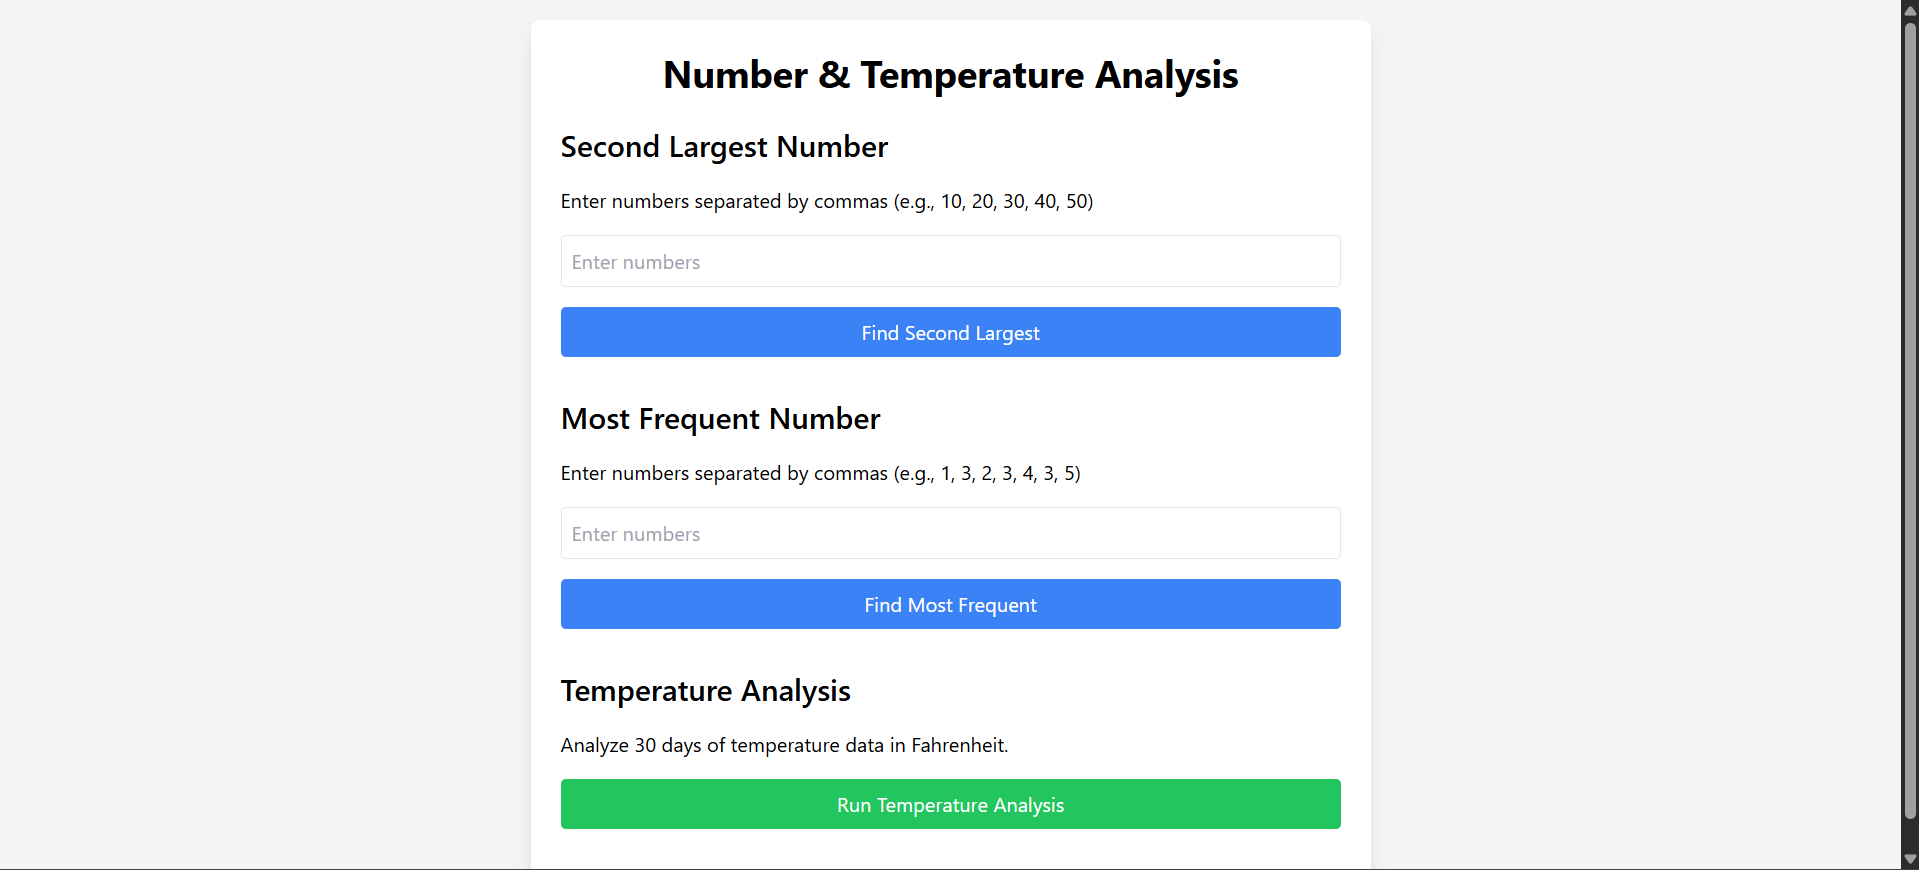 Number & Temperature Analysis
Second Largest Number
Enter numbers separated by commas (e.g., 10, 20, 30, 40, 50)
Enter numbers
Find Second Largest
Most Frequent Number
Enter numbers separated by commas (e.g., 1, 3, 2, 3, 4, 3, 5)
Enter numbers
Find Most Frequent
Temperature Analysis
Analyze 30 days of temperature data in Fahrenheit.
Run Temperature Analysis